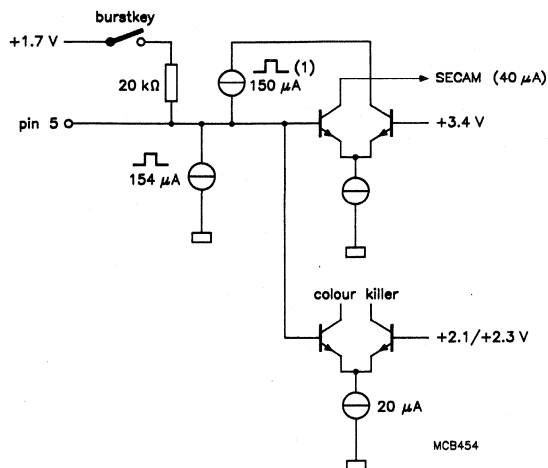 burstkey
+1.7 V
20 kΩ
(1)
150 μA
SECAM (40 μA)
pin 5
+3.4 V
154 μA
colour killer
+2.1/+2.3 V
20 μA
MCB454